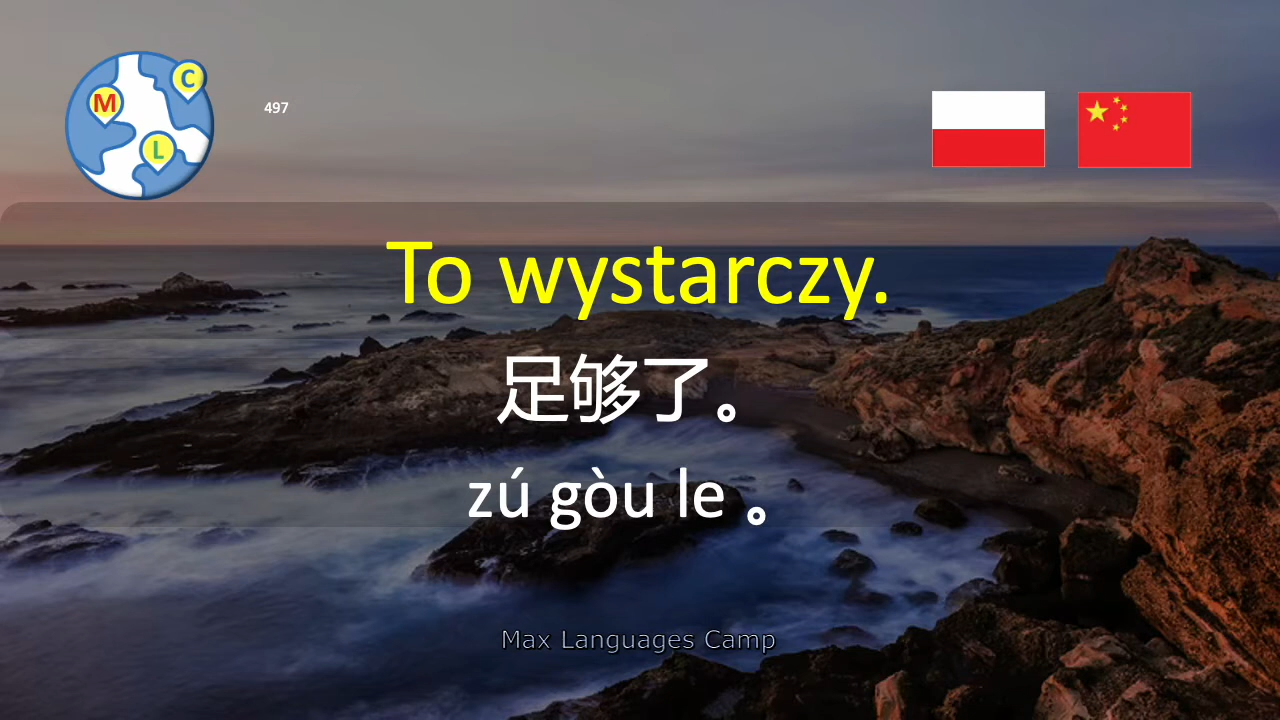 M
C
L
497
To wystarczy.
足够了。
zú gòu le 。
Max Languages Camp